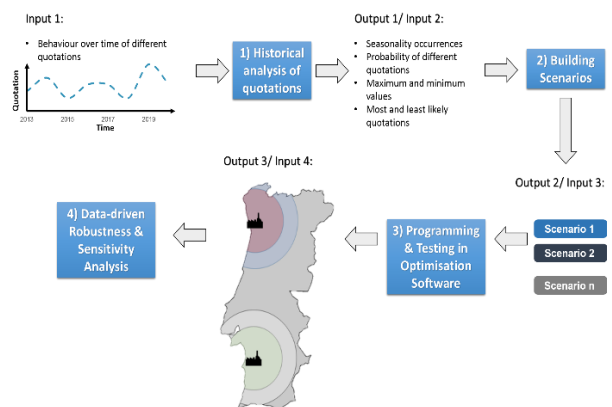 Input 1:
• Behaviour over time of different
quotations
Quotation
2013 2015 2017 2019
Time
1) Historical
analysis of
quotations
Output 1/ Input 2:
• Seasonality occurrences
• Probability of different
quotations
• Maximum and minimum
values
• Most and least likely
quotations
2) Building
Scenarios
Output 2/ Input 3:
Scenario 1
Scenario 2
Scenario n
3) Programming
& Testing in
Optimisation
Software
Output 3/ Input 4:
4) Data-driven
Robustness &
Sensitivity
Analysis